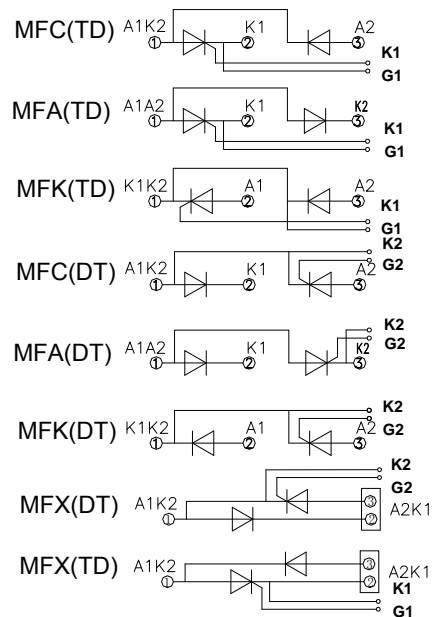 MFC(TD) A1K2 K1 A2
1 2 3
K1
G1
MFA(TD) A1A2 K1 K2
1 2 3
K1
G1
MFK(TD) K1K2 A1 A2
1 2 3
K1
G1
K2
MFC(DT) A1K2 K1 G2
A2
1 2 3
K2
MFA(DT) A1A2 K1 G2
K2
1 2 3
K2
MFK(DT) K1K2 A1 G2
A2
1 2 3
K2
G2
MFX(DT) A1K2 3
A2K1
1 2
MFX(TD) A1K2 3
A2K1
1 2
K1
G1